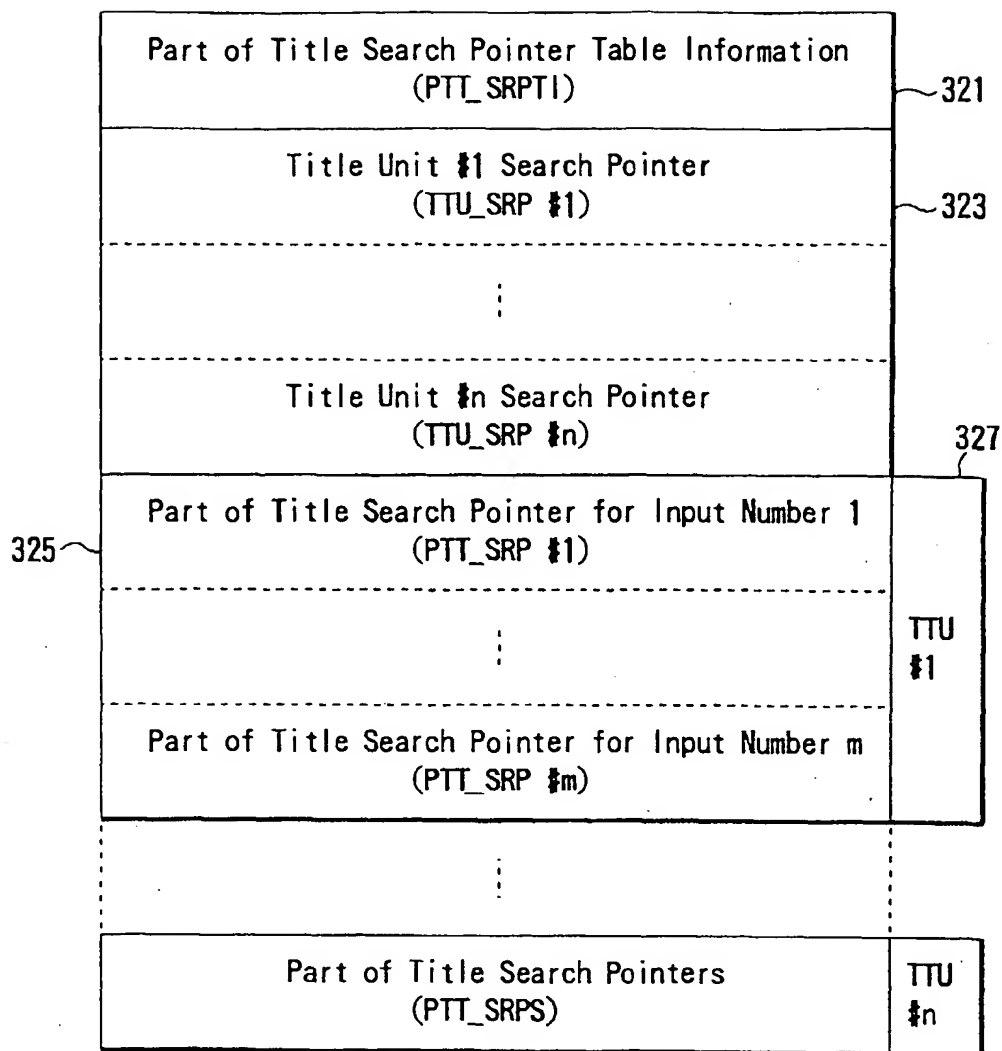 Part of Title Search Pointer Table Information
(PTT_SRPTI)
321
Title Unit #1 Search Pointer
(TTU_SRP #1)
323
Title Unit #n Search Pointer
(TTU_SRP #n)
327
Part of Title Search Pointer for Input Number 1
(PTT_SRP #1)
325
TTU
#1
Part of Title Search Pointer for Input Number m
(PTT_SRP #m)
Part of Title Search Pointers
(PTT_SRPS)
TTU
#n